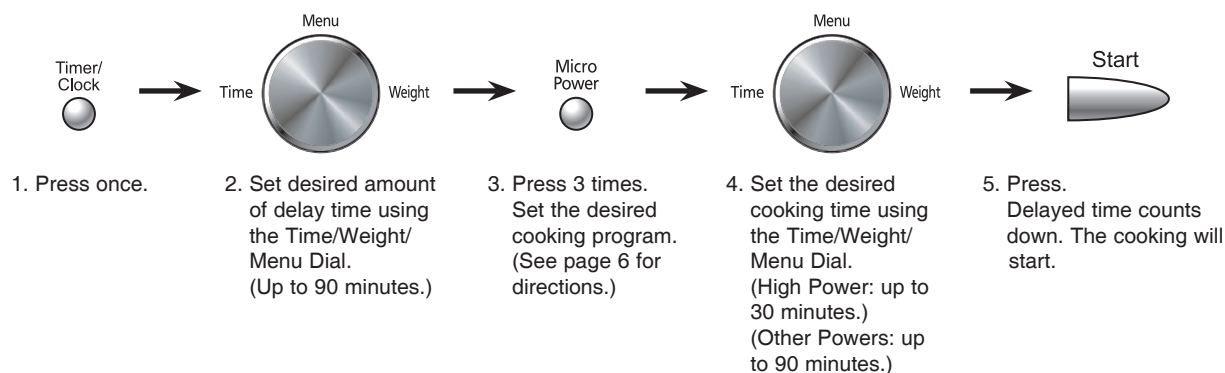 Timer/
Clock
Menu
Time
Weight
Micro
Power
Menu
Time
Weight
Start
1. Press once.
2. Set desired amount
of delay time using
the Time/Weight/
Menu Dial.
(Up to 90 minutes.)
3. Press 3 times.
Set the desired
cooking program.
(See page 6 for
directions.)
4. Set the desired
cooking time using
the Time/Weight/
Menu Dial.
(High Power: up to
30 minutes.)
(Other Powers: up
to 90 minutes.)
5. Press.
Delayed time counts
down. The cooking will
start.